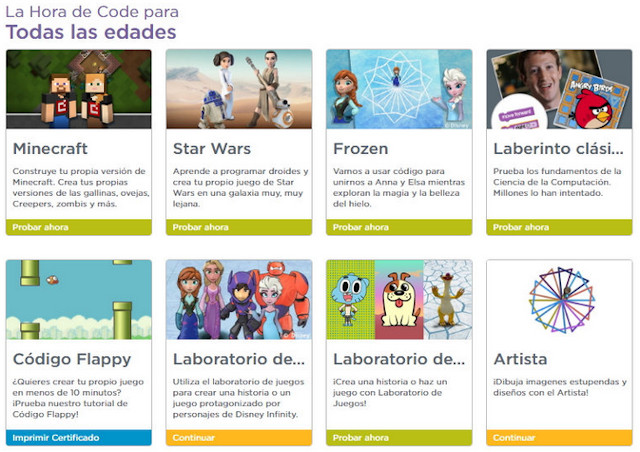 La Hora de Code para
Todas las edades
© Disney
Move forward
ANGRY BIRDS
Minecraft
Construye tu propia versión de
Minecraft. Crea tus propias
versiones de las gallinas, ovejas,
Creepers, zombis y más.
Probar ahora
Star Wars
Aprende a programar droides y
crea tu propio juego de Star
Wars en una galaxia muy, muy
lejana.
Probar ahora
Frozen
Vamos a usar código para
unirnos a Anna y Elsa mientras
exploran la magia y la belleza
del hielo.
Probar ahora
Laberinto clási...
Prueba los fundamentos de la
Ciencia de la Computación.
Millones lo han intentado.
Probar ahora
Código Flappy
¿Quieres crear tu propio juego
en menos de 10 minutos?
¡Prueba nuestro tutorial de
Código Flappy!
Imprimir Certificado
Laboratorio de...
Utiliza el laboratorio de juegos
para crear una historia o un
juego protagonizado por
personajes de Disney Infinity.
Continuar
Laboratorio de...
¡Crea una historia o haz un
juego con Laboratorio de
Juegos!
Probar ahora
Artista
¡Dibuja imagenes estupendas y
diseños con el Artista!
Continuar